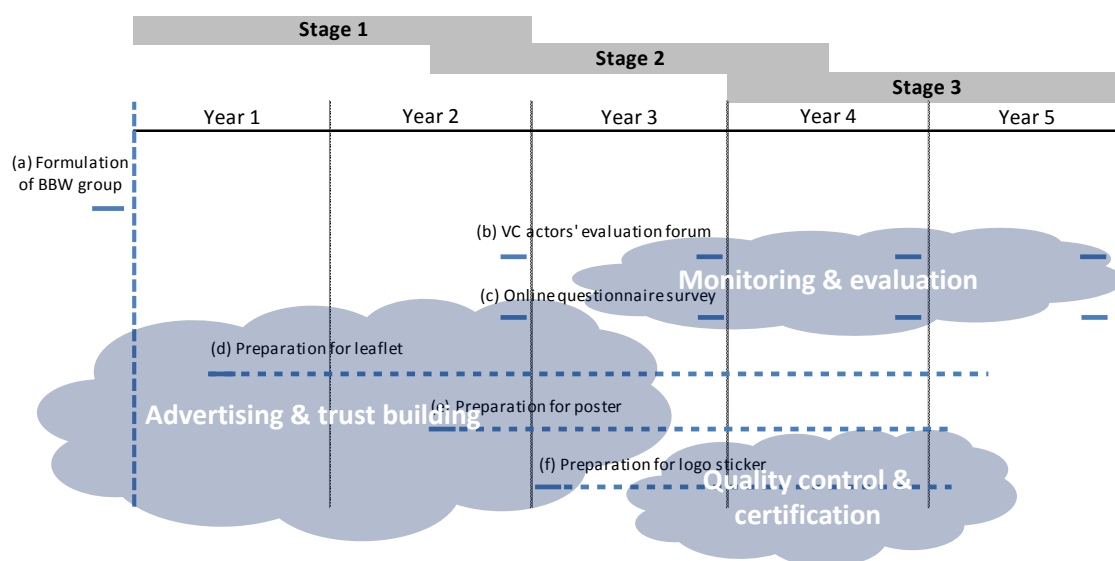 Stage 1
Stage 2
Stage 3
Year 1
Year 2
Year 3
Year 4
Year 5
(a) Formulation
of BBW group
(b) VC actors' evaluation forum
Monitoring & evaluation
(c) Online questionnaire survey
(d) Preparation for leaflet
Advertising & trust building
(e) Preparation for poster
(f) Preparation for logo sticker
Quality control &
certification